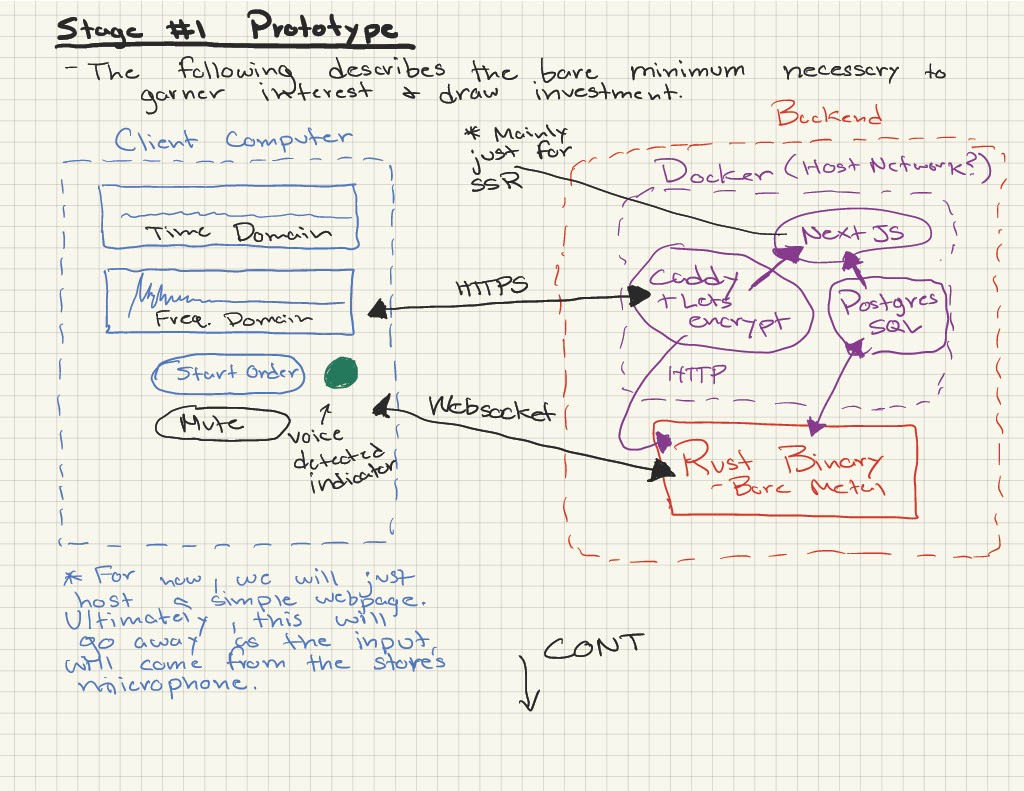 Stage #1 Prototype
- The following describes the bare minimum necessary to
garner interest & draw investment.
Client Computer
Time Domain
Freq. Domain
Start Order
Mute
voice
detected
indicator
* For now, we will just
host a simple webpage.
Ultimately, this will
go away as the input
will come from the store's
microphone.
* Mainly
just for
SSR
HTTPS
Websocket
Backend
Docker (Host Network?)
Next JS
Caddy
+ Lets
encrypt
Postgres
SQL
HTTP
Rust Binary
- Bare Metal
CONT